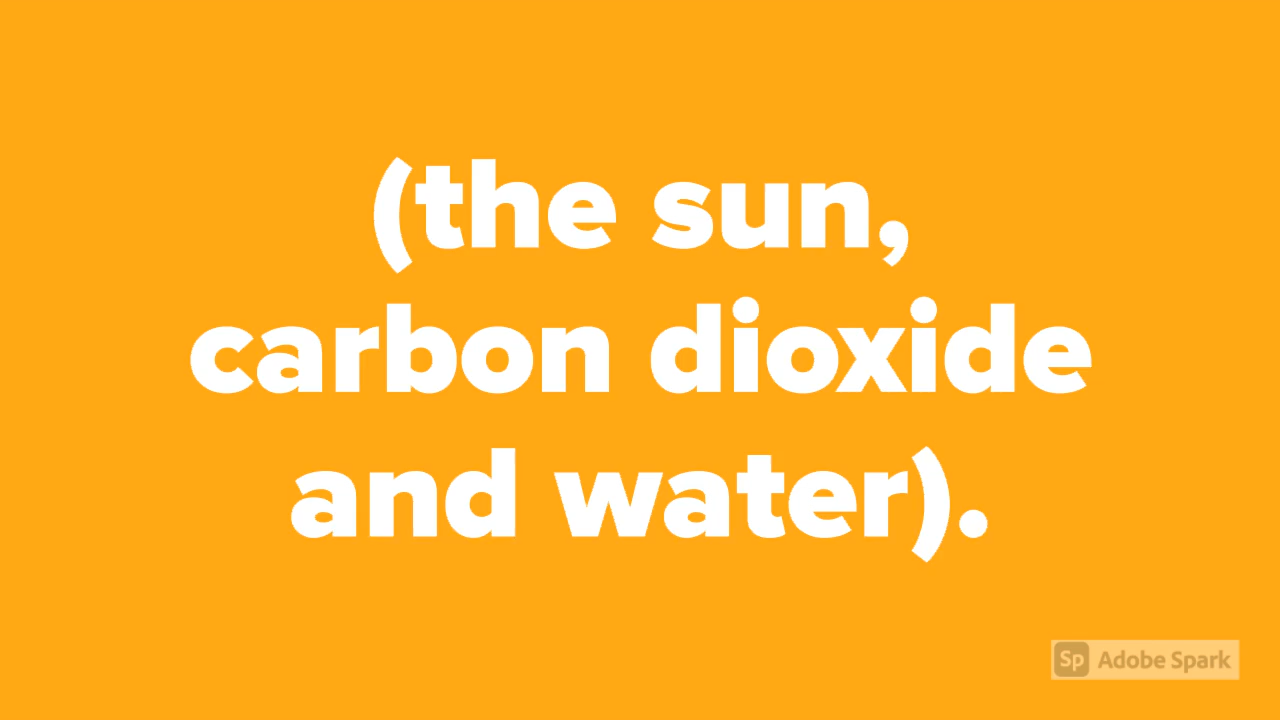 (the sun,
carbon dioxide
and water).
Sp Adobe Spark